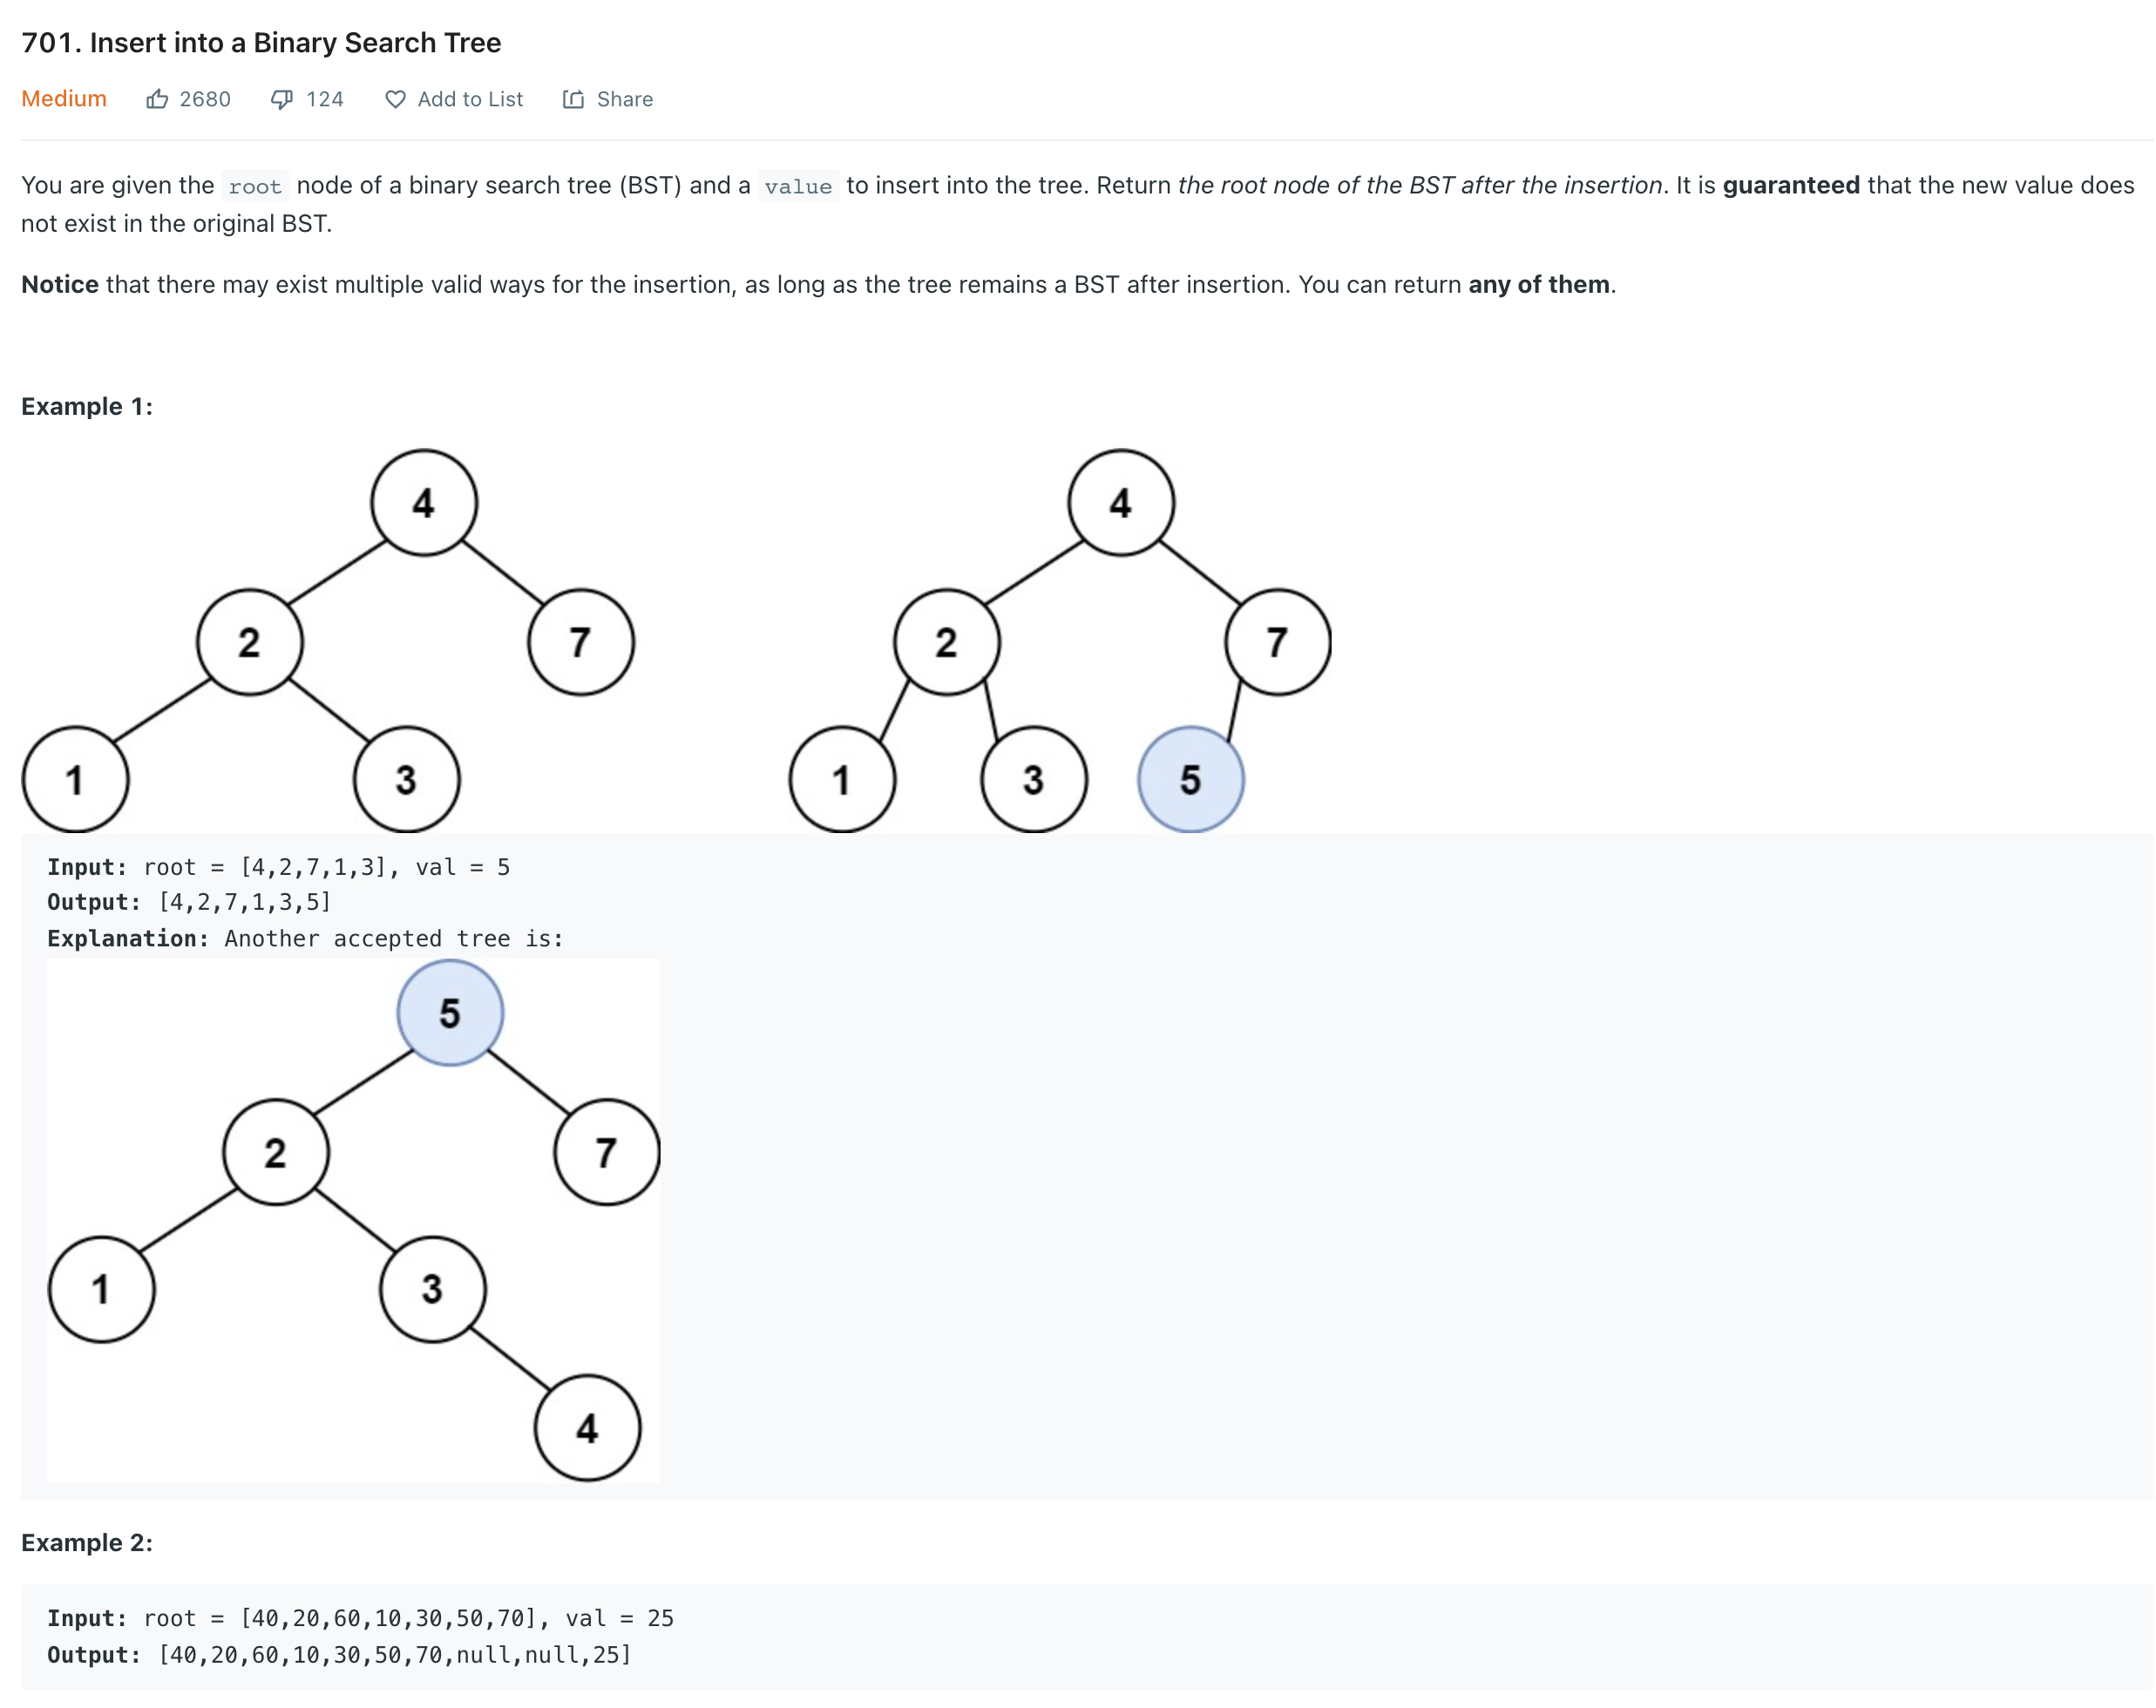 701. Insert into a Binary Search Tree
Medium 2680 124 Add to List Share
You are given the root node of a binary search tree (BST) and a value to insert into the tree. Return the root node of the BST after the insertion. It is guaranteed that the new value does
not exist in the original BST.
Notice that there may exist multiple valid ways for the insertion, as long as the tree remains a BST after insertion. You can return any of them.
Example 1:
4 4
2 7 2 7
1 3 1 3 5
Input: root = [4,2,7,1,3], val = 5
Output: [4,2,7,1,3,5]
Explanation: Another accepted tree is:
5
2 7
1 3
4
Example 2:
Input: root = [40,20,60,10,30,50,70], val = 25
Output: [40,20,60,10,30,50,70,null,null,25]